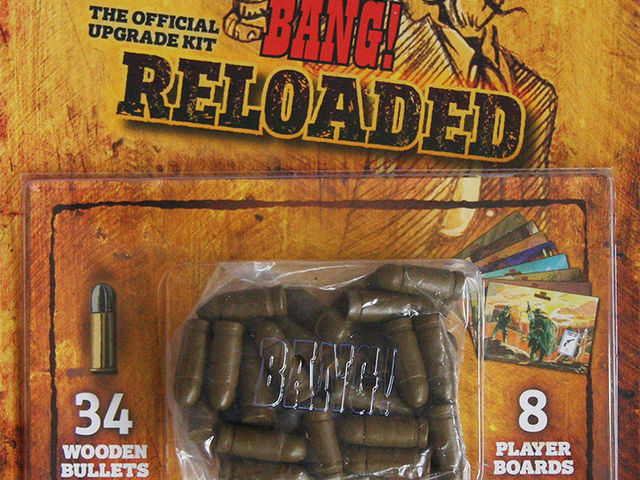 THE OFFICIAL
UPGRADE KIT
BANG!
RELOADED
BANG!
34
WOODEN
BULLETS
8
PLAYER
BOARDS